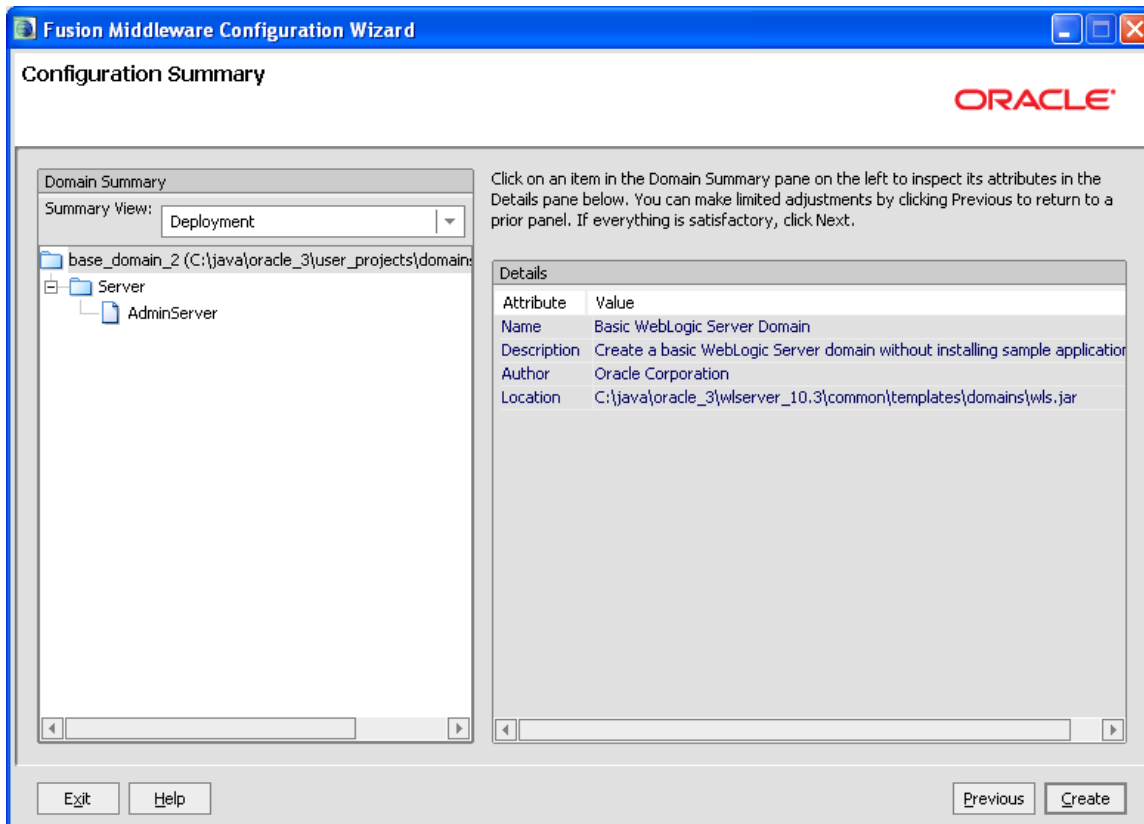 Fusion Middleware Configuration Wizard
Configuration Summary
ORACLE
Domain Summary
Summary View: Deployment
base_domain_2 (C:\java\oracle_3\user_projects\domain
Server
AdminServer
Click on an item in the Domain Summary pane on the left to inspect its attributes in the
Details pane below. You can make limited adjustments by clicking Previous to return to a
prior panel. If everything is satisfactory, click Next.
Details
Attribute Value
Name Basic WebLogic Server Domain
Description Create a basic WebLogic Server domain without installing sample application
Author Oracle Corporation
Location C:\java\oracle_3\wlserver_10.3\common\templates\domains\wls.jar
Exit Help Previous Create